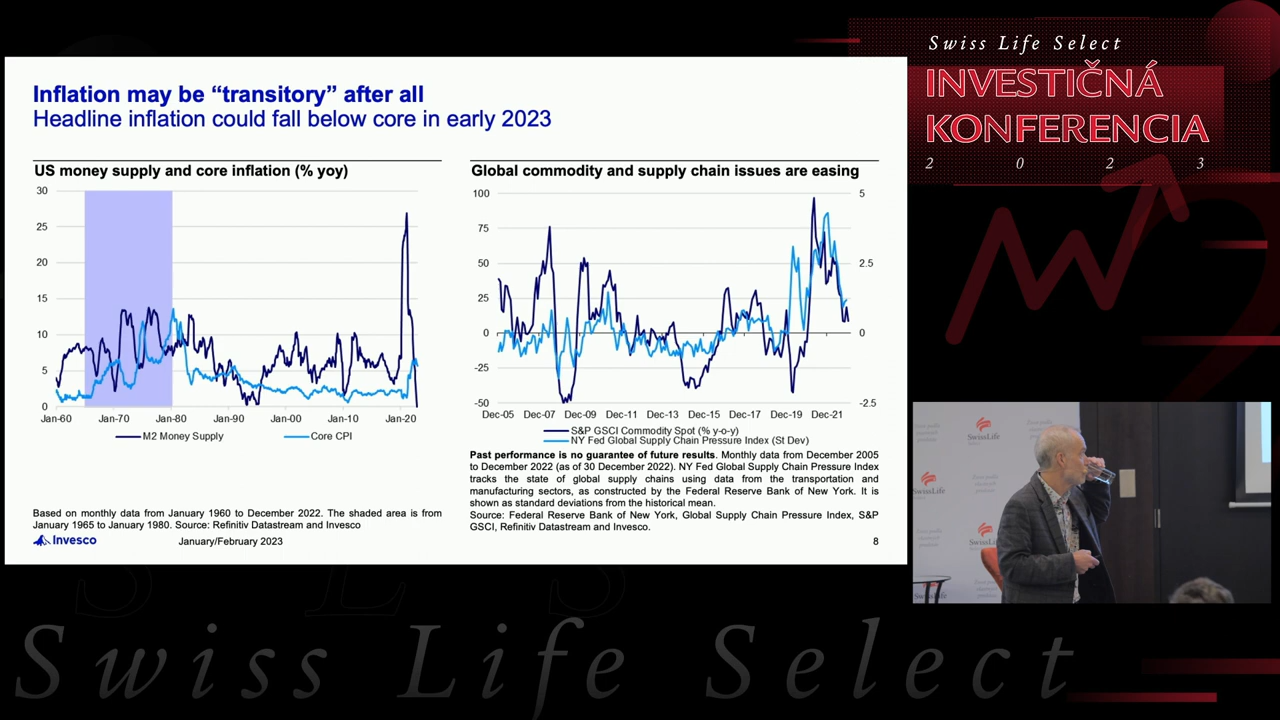 Swiss Life Select
INVESTIČNÁ
KONFERENCIA
2 0 2 3
Inflation may be “transitory” after all
Headline inflation could fall below core in early 2023
US money supply and core inflation (% yoy)
30
25
20
15
10
5
0
Jan-60 Jan-70 Jan-80 Jan-90 Jan-00 Jan-10 Jan-20
M2 Money Supply Core CPI
Based on monthly data from January 1960 to December 2022. The shaded area is from
January 1965 to January 1980. Source: Refinitiv Datastream and Invesco
Global commodity and supply chain issues are easing
100 5
75
50 2.5
25
0 0
-25
-50 -2.5
Dec-05 Dec-07 Dec-09 Dec-11 Dec-13 Dec-15 Dec-17 Dec-19 Dec-21
S&P GSCI Commodity Spot (% y-o-y)
NY Fed Global Supply Chain Pressure Index (St Dev)
Past performance is no guarantee of future results. Monthly data from December 2005
to December 2022 (as of 30 December 2022). NY Fed Global Supply Chain Pressure Index
tracks the state of global supply chains using data from the transportation and
manufacturing sectors, as constructed by the Federal Reserve Bank of New York. It is
shown as standard deviations from the historical mean.
Source: Federal Reserve Bank of New York, Global Supply Chain Pressure Index, S&P
GSCI, Refinitiv Datastream and Invesco.
Invesco January/February 2023 8
SwissLife
SwissLife
SwissLife
S L S
Swiss Life Select